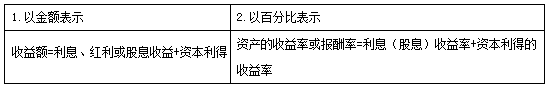 1.以金额表示
2.以百分比表示
收益额=利息、红利或股息收益+资本利得
资产的收益率或报酬率=利息（股息）收益率+资本利得的
收益率